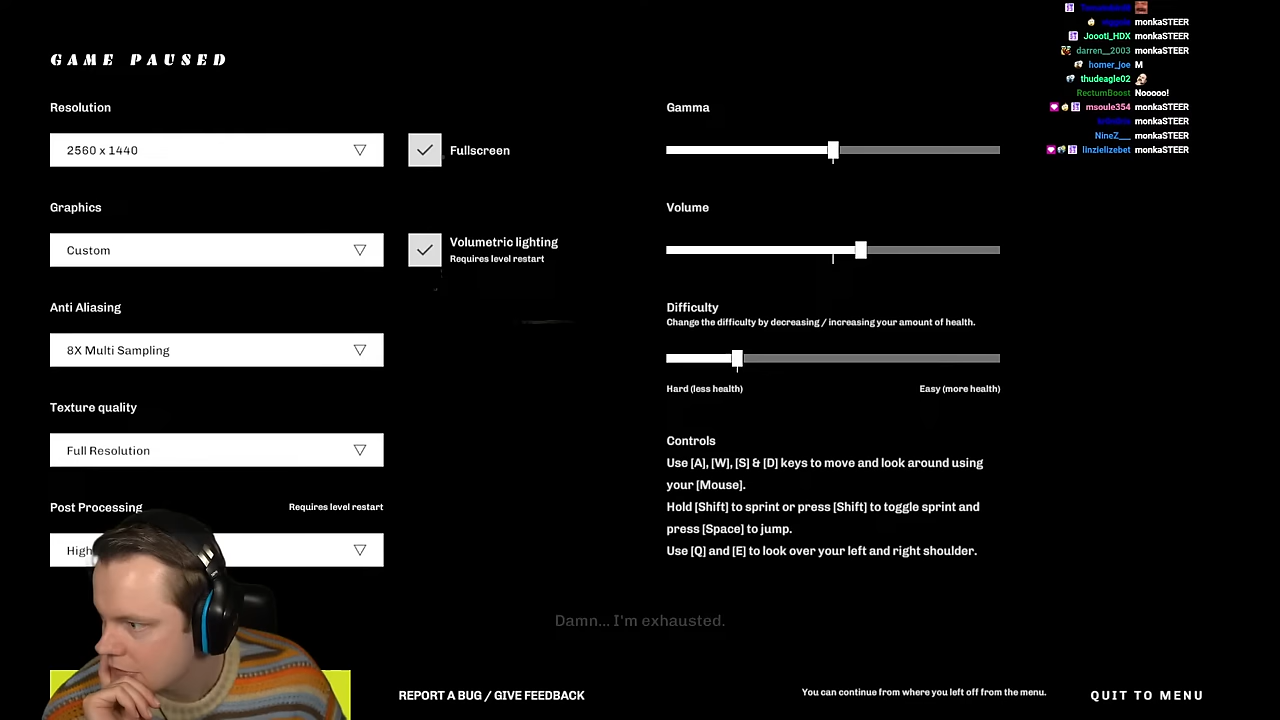 GAME PAUSED
Resolution
2560 x 1440
Fullscreen
Graphics
Custom
Volumetric lighting
Requires level restart
Anti Aliasing
8X Multi Sampling
Texture quality
Full Resolution
Post Processing
Requires level restart
High
Gamma
Volume
Difficulty
Change the difficulty by decreasing / increasing your amount of health.
Hard (less health)
Easy (more health)
Controls
Use [A], [W], [S] & [D] keys to move and look around using
your [Mouse].
Hold [Shift] to sprint or press [Shift] to toggle sprint and
press [Space] to jump.
Use [Q] and [E] to look over your left and right shoulder.
Damn... I'm exhausted.
REPORT A BUG / GIVE FEEDBACK
You can continue from where you left off from the menu.
QUIT TO MENU
monkaSTEER
Joooti_HDX monkaSTEER
darren__2003 monkaSTEER
homer_joe M
thudeagle02
RectumBoost Nooooo!
msoule354 monkaSTEER
monkaSTEER
NineZ___ monkaSTEER
linzielizebet monkaSTEER